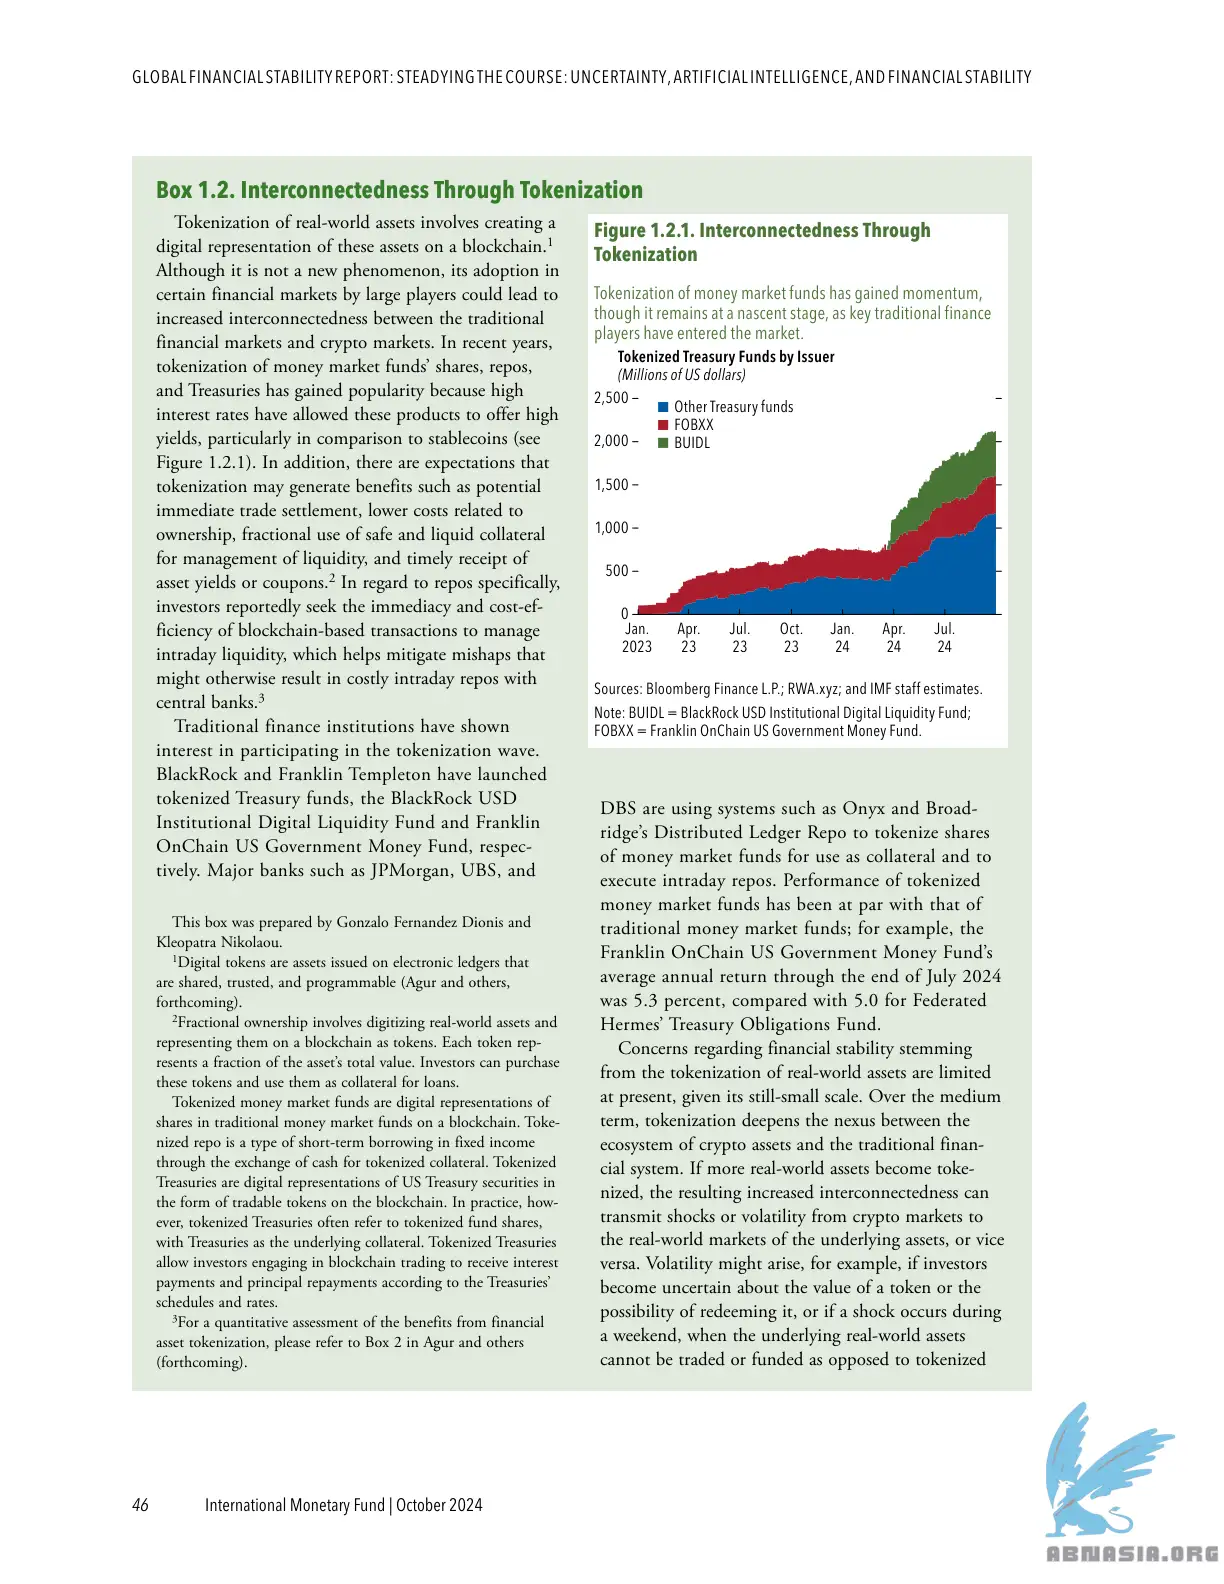 GLOBAL FINANCIAL STABILITY REPORT: STEADYING THE COURSE: UNCERTAINTY, ARTIFICIAL INTELLIGENCE, AND FINANCIAL STABILITY
Box 1.2. Interconnectedness Through Tokenization
Tokenization of real-world assets involves creating a
digital representation of these assets on a blockchain.1
Although it is not a new phenomenon, its adoption in
certain financial markets by large players could lead to
increased interconnectedness between the traditional
financial markets and crypto markets. In recent years,
tokenization of money market funds’ shares, repos,
and Treasuries has gained popularity because high
interest rates have allowed these products to offer high
yields, particularly in comparison to stablecoins (see
Figure 1.2.1). In addition, there are expectations that
tokenization may generate benefits such as potential
immediate trade settlement, lower costs related to
ownership, fractional use of safe and liquid collateral
for management of liquidity, and timely receipt of
asset yields or coupons.2 In regard to repos specifically,
investors reportedly seek the immediacy and cost-ef-
ficiency of blockchain-based transactions to manage
intraday liquidity, which helps mitigate mishaps that
might otherwise result in costly intraday repos with
central banks.3
Traditional finance institutions have shown
interest in participating in the tokenization wave.
BlackRock and Franklin Templeton have launched
tokenized Treasury funds, the BlackRock USD
Institutional Digital Liquidity Fund and Franklin
OnChain US Government Money Fund, respec-
tively. Major banks such as JPMorgan, UBS, and
This box was prepared by Gonzalo Fernandez Dionis and
Kleopatra Nikolaou.
1Digital tokens are assets issued on electronic ledgers that
are shared, trusted, and programmable (Agur and others,
forthcoming).
2Fractional ownership involves digitizing real-world assets and
representing them on a blockchain as tokens. Each token rep-
resents a fraction of the asset’s total value. Investors can purchase
these tokens and use them as collateral for loans.
Tokenized money market funds are digital representations of
shares in traditional money market funds on a blockchain. Toke-
nized repo is a type of short-term borrowing in fixed income
through the exchange of cash for tokenized collateral. Tokenized
Treasuries are digital representations of US Treasury securities in
the form of tradable tokens on the blockchain. In practice, how-
ever, tokenized Treasuries often refer to tokenized fund shares,
with Treasuries as the underlying collateral. Tokenized Treasuries
allow investors engaging in blockchain trading to receive interest
payments and principal repayments according to the Treasuries’
schedules and rates.
3For a quantitative assessment of the benefits from financial
asset tokenization, please refer to Box 2 in Agur and others
(forthcoming).
Figure 1.2.1. Interconnectedness Through
Tokenization
Tokenization of money market funds has gained momentum,
though it remains at a nascent stage, as key traditional finance
players have entered the market.
Tokenized Treasury Funds by Issuer
(Millions of US dollars)
2,500
2,000
1,500
1,000
500
0
Other Treasury funds
FOBXX
BUIDL
Jan. Apr. Jul. Oct. Jan. Apr. Jul.
2023 23 23 23 24 24 24
Sources: Bloomberg Finance L.P.; RWA.xyz; and IMF staff estimates.
Note: BUIDL = BlackRock USD Institutional Digital Liquidity Fund;
FOBXX = Franklin OnChain US Government Money Fund.
DBS are using systems such as Onyx and Broad-
ridge’s Distributed Ledger Repo to tokenize shares
of money market funds for use as collateral and to
execute intraday repos. Performance of tokenized
money market funds has been at par with that of
traditional money market funds; for example, the
Franklin OnChain US Government Money Fund’s
average annual return through the end of July 2024
was 5.3 percent, compared with 5.0 for Federated
Hermes’ Treasury Obligations Fund.
Concerns regarding financial stability stemming
from the tokenization of real-world assets are limited
at present, given its still-small scale. Over the medium
term, tokenization deepens the nexus between the
ecosystem of crypto assets and the traditional finan-
cial system. If more real-world assets become toke-
nized, the resulting increased interconnectedness can
transmit shocks or volatility from crypto markets to
the real-world markets of the underlying assets, or vice
versa. Volatility might arise, for example, if investors
become uncertain about the value of a token or the
possibility of redeeming it, or if a shock occurs during
a weekend, when the underlying real-world assets
cannot be traded or funded as opposed to tokenized
46 International Monetary Fund | October 2024
ABNASIA.ORG